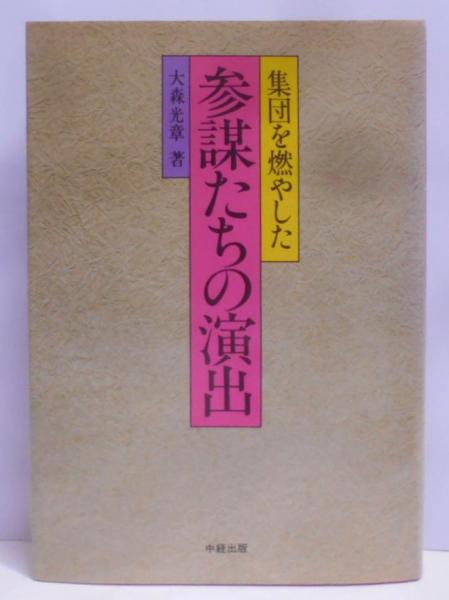 集団を燃やした
参謀たちの演出
大森光章 著
中経出版